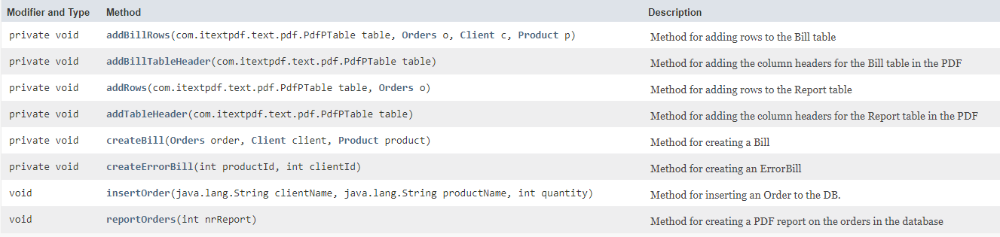 Modifier and Type Method Description
private void addBillRows(com.itextpdf.text.pdf.PdfPTable table, Orders o, Client c, Product p) Method for adding rows to the Bill table
private void addBillTableHeader(com.itextpdf.text.pdf.PdfPTable table) Method for adding the column headers for the Bill table in the PDF
private void addRows(com.itextpdf.text.pdf.PdfPTable table, Orders o) Method for adding rows to the Report table
private void addTableHeader(com.itextpdf.text.pdf.PdfPTable table) Method for adding the column headers for the Report table in the PDF
private void createBill(Orders order, Client client, Product product) Method for creating a Bill
private void createErrorBill(int productId, int clientId) Method for creating an ErrorBill
void insertOrder(java.lang.String clientName, java.lang.String productName, int quantity) Method for inserting an Order to the DB.
void reportOrders(int nrReport) Method for creating a PDF report on the orders in the database